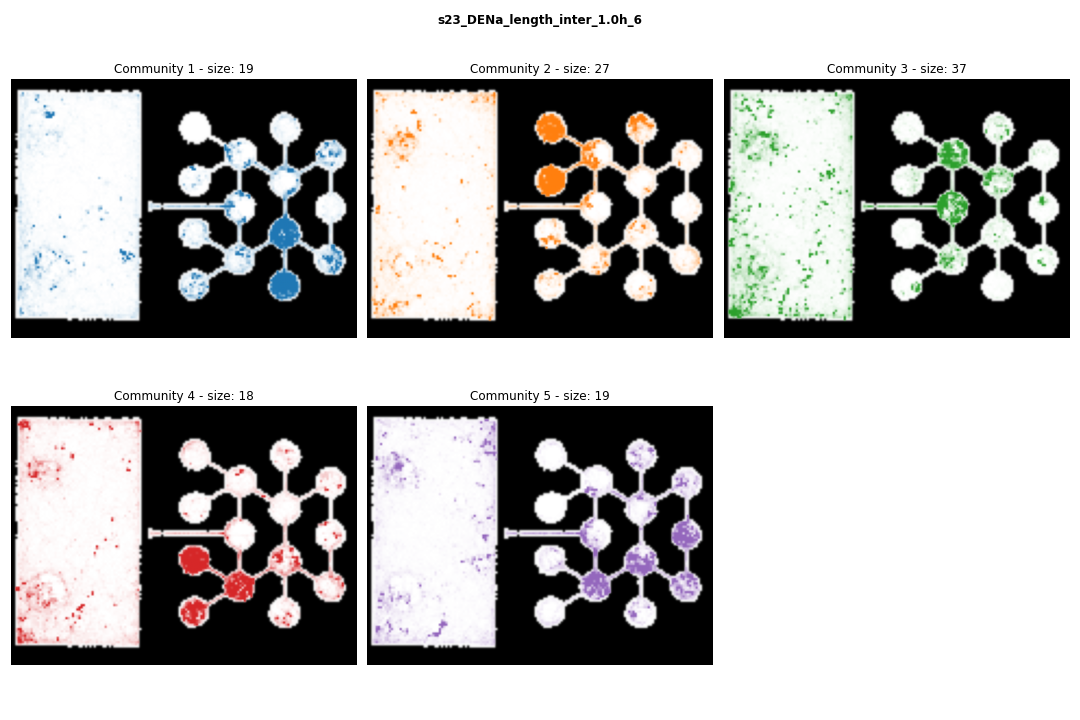 s23_DENa_length_inter_1.0h_6
Community 1 - size: 19
Community 2 - size: 27
Community 3 - size: 37
Community 4 - size: 18
Community 5 - size: 19